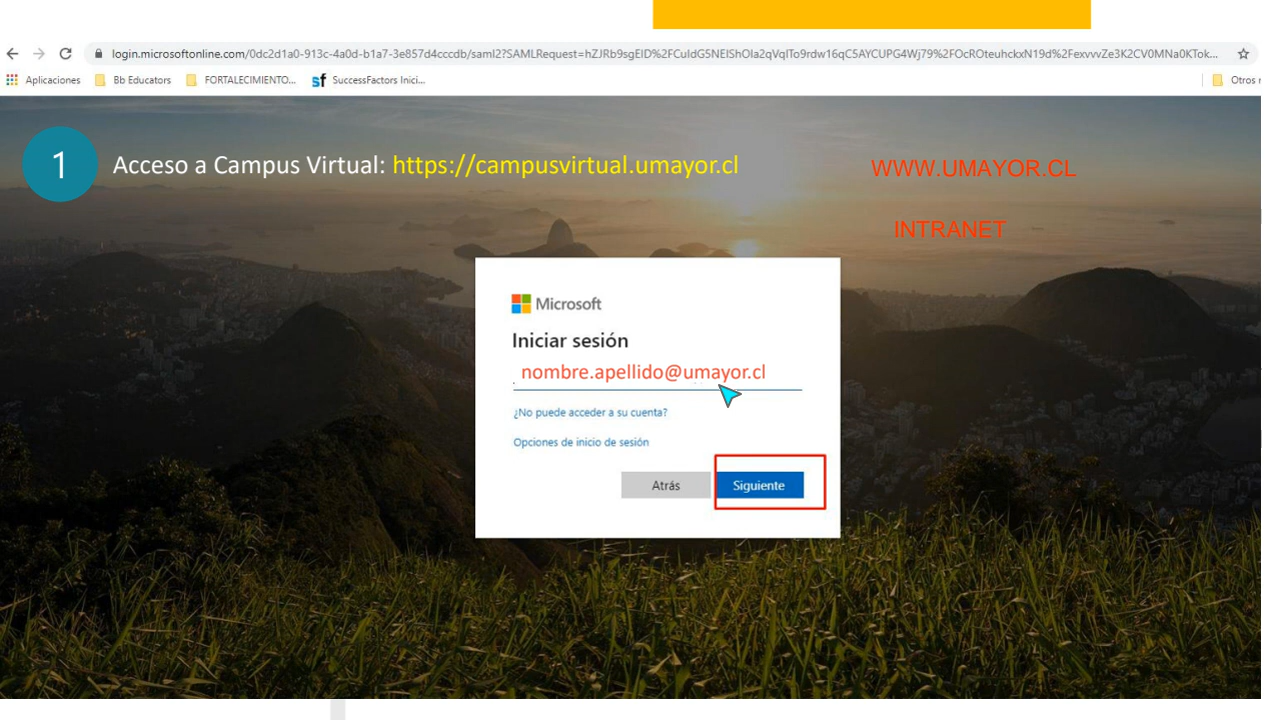 login.microsoftonline.com/0dc2d1a0-913c-4a0d-b1a7-3e857d4cccdb/saml2?SAMLRequest=hZJRb9sgEID%2FCuIdG5NEIShOla2qVqlTo9rdw16qC5AYCUPG4Wj79%2FOcROteuhckxN19d%2FexvvvZe3K2CV0MNa0KTok...
Aplicaciones
Bb Educators
FORTALECIMIENTO...
sf SuccessFactors Inici...
Otros
1
Acceso a Campus Virtual: https://campusvirtual.umayor.cl
WWW.UMAYOR.CL
INTRANET
Microsoft
Iniciar sesión
nombre.apellido@umayor.cl
¿No puede acceder a su cuenta?
Opciones de inicio de sesión
Atrás
Siguiente